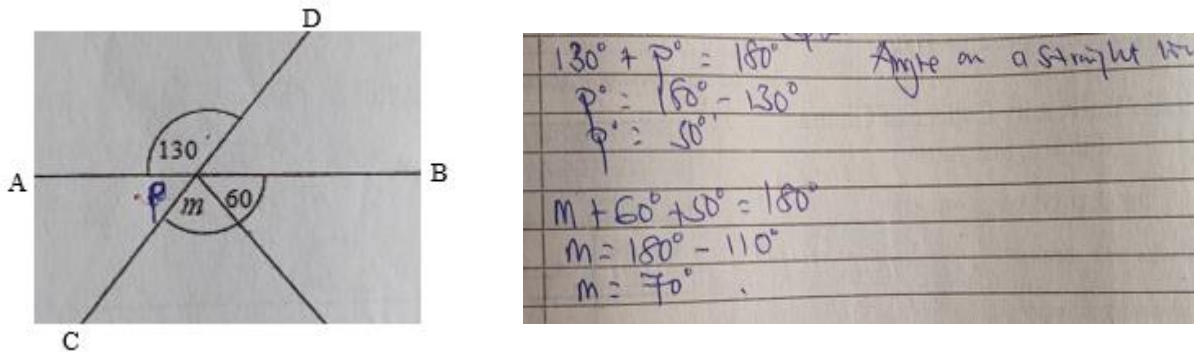 D
130
A
B
p
m
60
C
130° + p° = 180° Angle on a straight
p° = 180° - 130°
p° = 50°
m + 60° + 50° = 180°
m = 180° - 110°
m = 70°